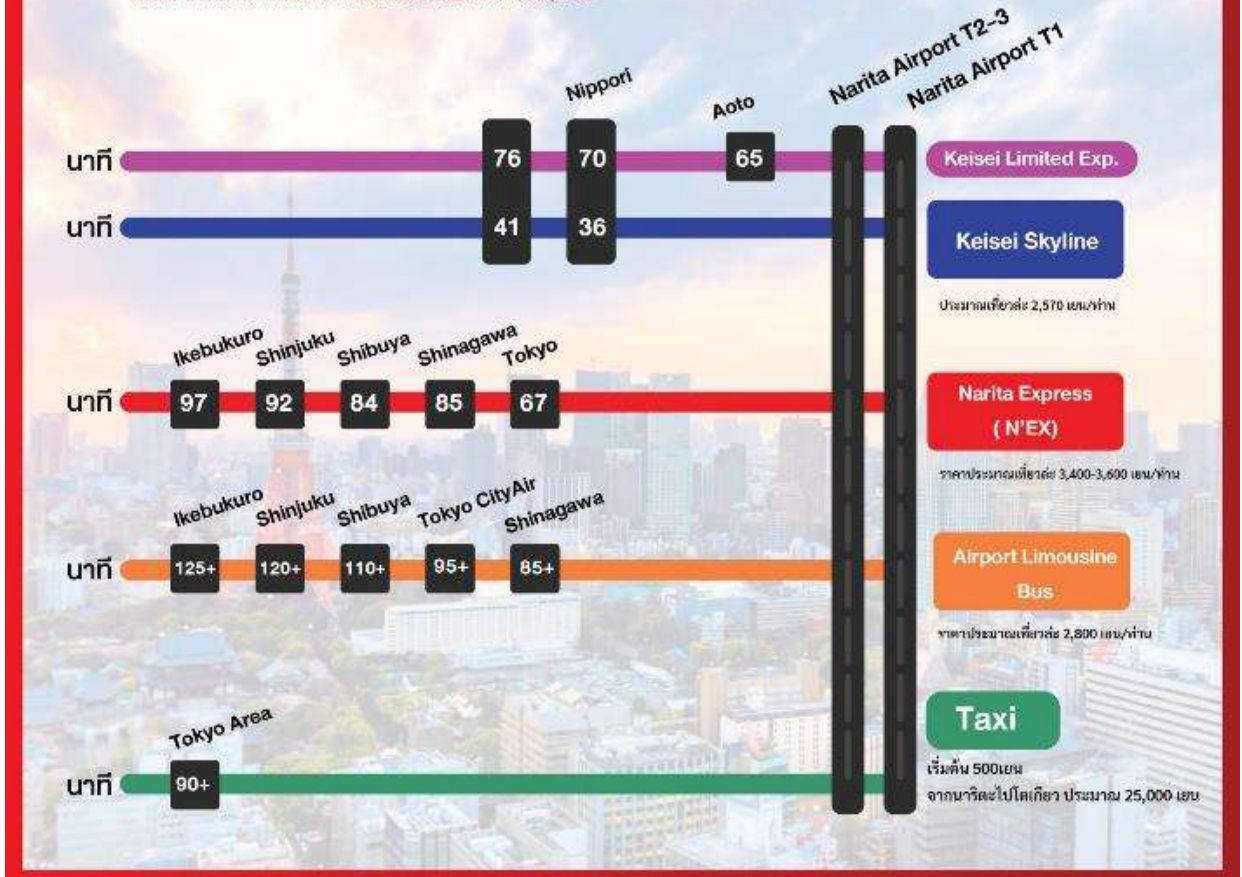 Narita Airport T2-3
Narita Airport T1
Nippori
Aoto
นาที 76 70 65 Keisei Limited Exp.
นาที 41 36 Keisei Skyline
ประมาณเที่ยวล่ะ 2,570 เยน/ท่าน
Ikebukuro Shinjuku Shibuya Shinagawa Tokyo
นาที 97 92 84 85 67 Narita Express
( N'EX)
ราคาประมาณเที่ยวล่ะ 3,400-3,600 เยน/ท่าน
Ikebukuro Shinjuku Shibuya Tokyo CityAir Shinagawa
นาที 125+ 120+ 110+ 95+ 85+ Airport Limousine
Bus
ราคาประมาณเที่ยวล่ะ 2,800 เยน/ท่าน
Tokyo Area
Taxi
นาที 90+
เริ่มต้น 500เยน
จากนาริตะไปโตเกียว ประมาณ 25,000 เยน